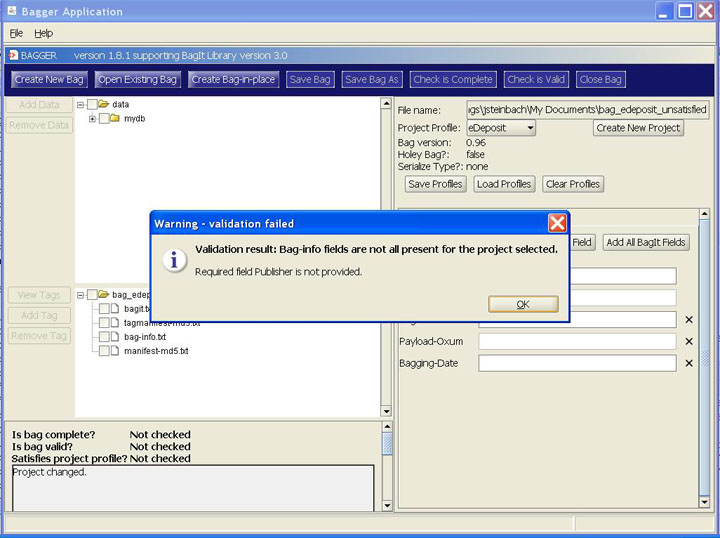 Bagger Application
File Help
BAGGER version 1.8.1 supporting BagIt Library version 3.0
Create New Bag Open Existing Bag Create Bag-in-place Save Bag Save Bag As Check is Complete Check is Valid Close Bag
Add Data
Remove Data
data
mydb
File name: igs\jsteinbach\My Documents\bag_edeposit_unsatisfied
Project Profile: eDeposit Create New Project
Bag version: 0.96
Holey Bag?: false
Serialize Type?: none
Save Profiles Load Profiles Clear Profiles
Warning - validation failed
Validation result: Bag-info fields are not all present for the project selected.
Required field Publisher is not provided.
OK
Field Add All BagIt Fields
View Tags
Add Tag
Remove Tag
bag_edep
bagit.tx
tagmanifest-md5.txt
bag-info.txt
manifest-md5.txt
Payload-Oxum
Bagging-Date
Is bag complete? Not checked
Is bag valid? Not checked
Satisfies project profile? Not checked
Project changed.